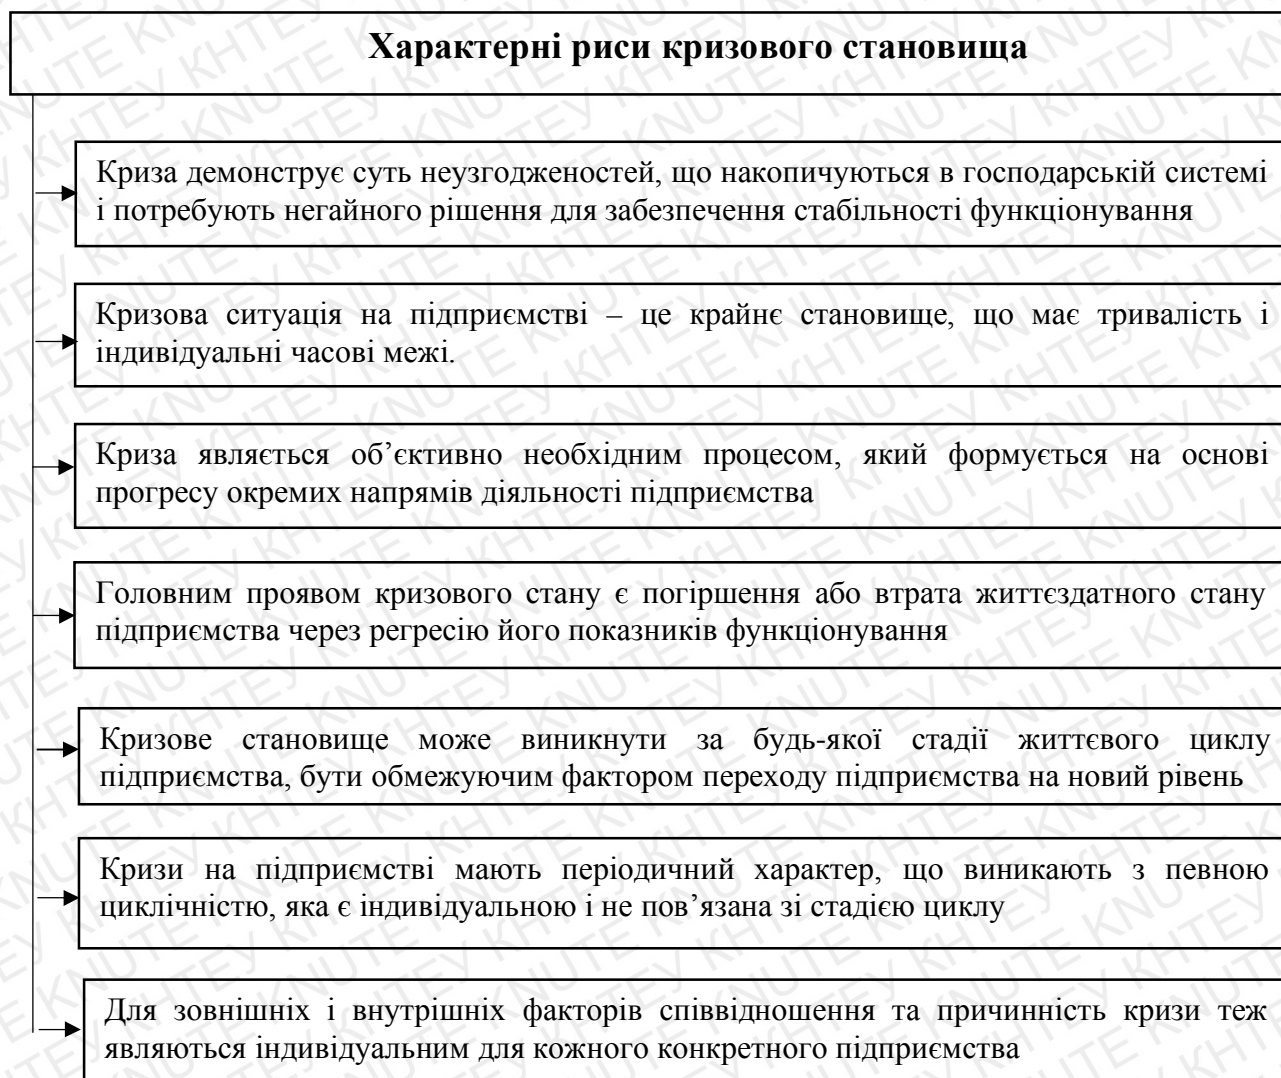 Характерні риси кризового становища
Криза демонструє суть неузгодженостей, що накопичуються в господарській системі
і потребують негайного рішення для забезпечення стабільності функціонування
Кризова ситуація на підприємстві – це крайнє становище, що має тривалість і
індивідуальні часові межі.
Криза являється об’єктивно необхідним процесом, який формується на основі
прогресу окремих напрямів діяльності підприємства
Головним проявом кризового стану є погіршення або втрата життєздатного стану
підприємства через регресію його показників функціонування
Кризове становище може виникнути за будь-якої стадії життєвого циклу
підприємства, бути обмежуючим фактором переходу підприємства на новий рівень
Кризи на підприємстві мають періодичний характер, що виникають з певною
циклічністю, яка є індивідуальною і не пов’язана зі стадією циклу
Для зовнішніх і внутрішніх факторів співвідношення та причинність кризи теж
являються індивідуальним для кожного конкретного підприємства